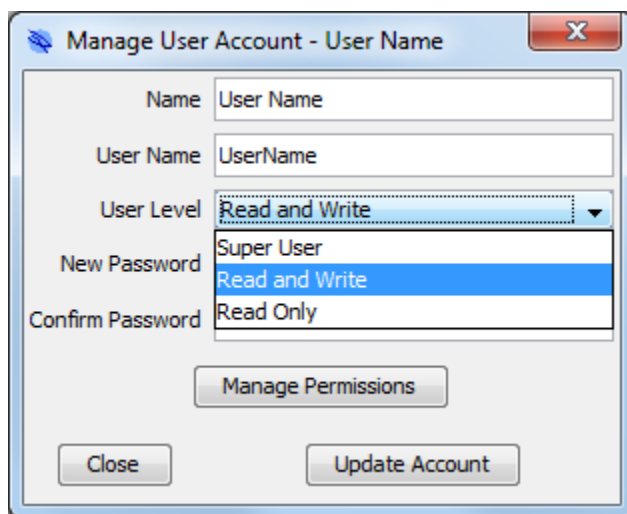 Manage User Account - User Name
Name User Name
User Name UserName
User Level Read and Write
Super User
New Password
Read and Write
Read Only
Confirm Password
Manage Permissions
Close Update Account